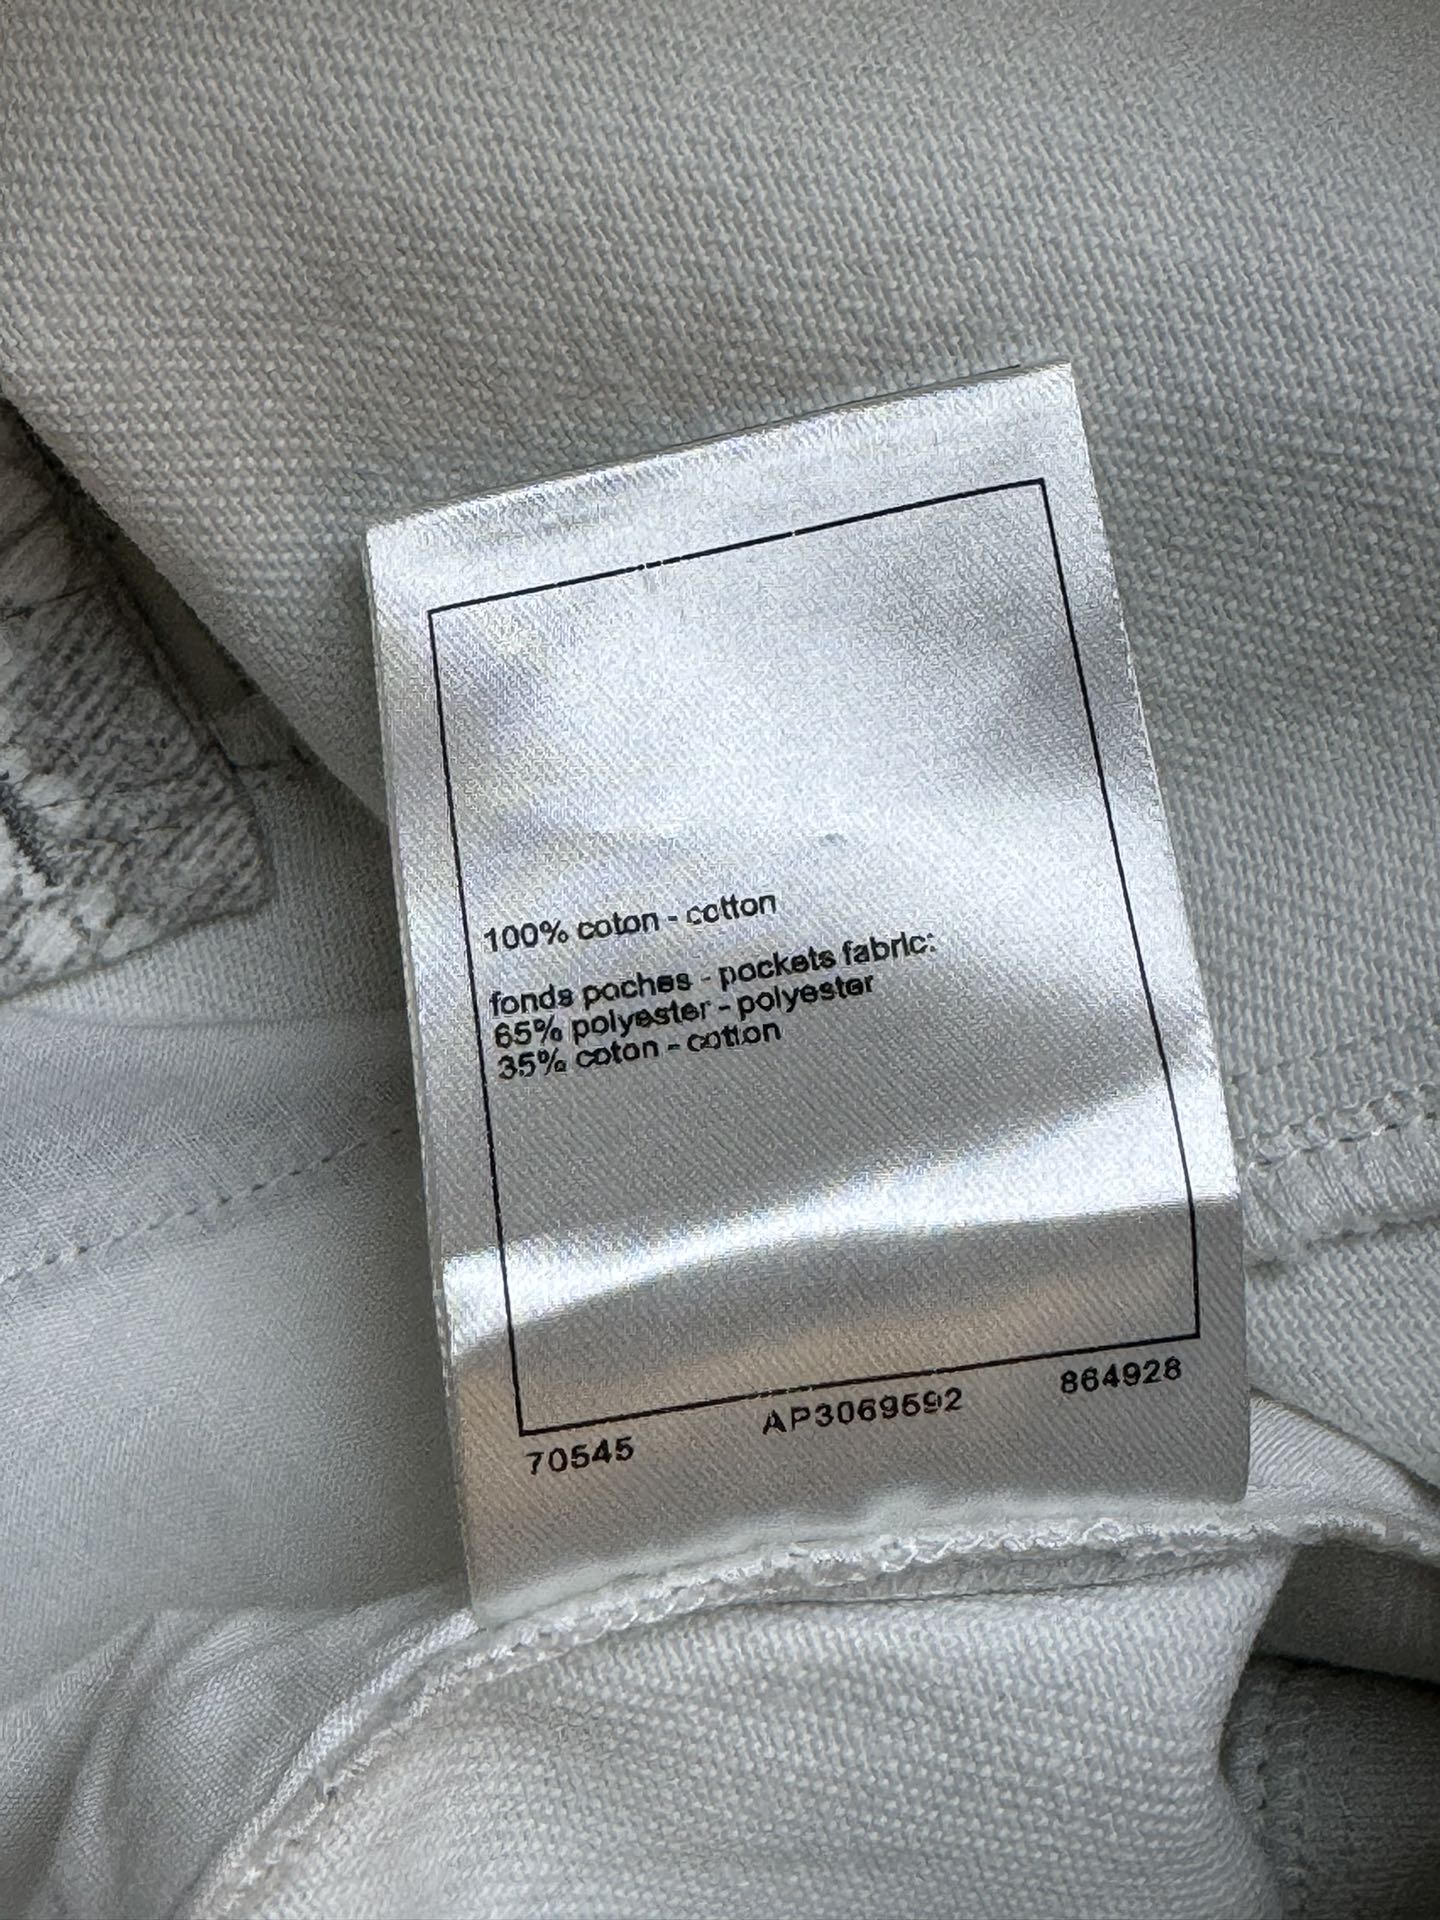 100% coton - cotton
fonds poches - pockets fabric:
65% polyester - polyester
35% coton - cotton
70545 AP3069592 864928